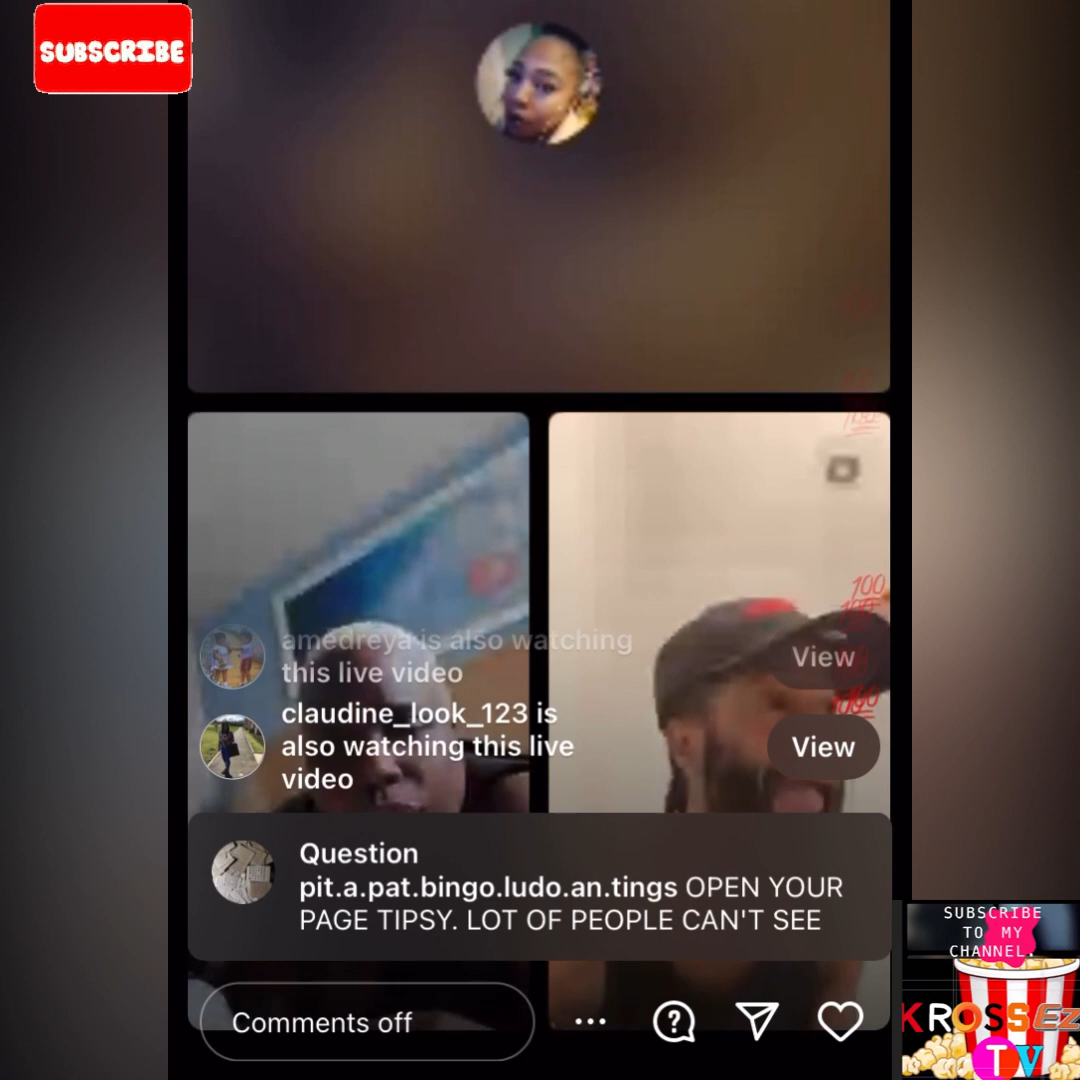 SUBSCRIBE
100
amedreya is also watching
this live video
View
claudine_look_123 is
also watching this live
video
View
Question
pit.a.pat.bingo.ludo.an.tings OPEN YOUR
PAGE TIPSY. LOT OF PEOPLE CAN'T SEE
Comments off
SUBSCRIBE
TO MY
CHANNEL.
KROSSEz
TV